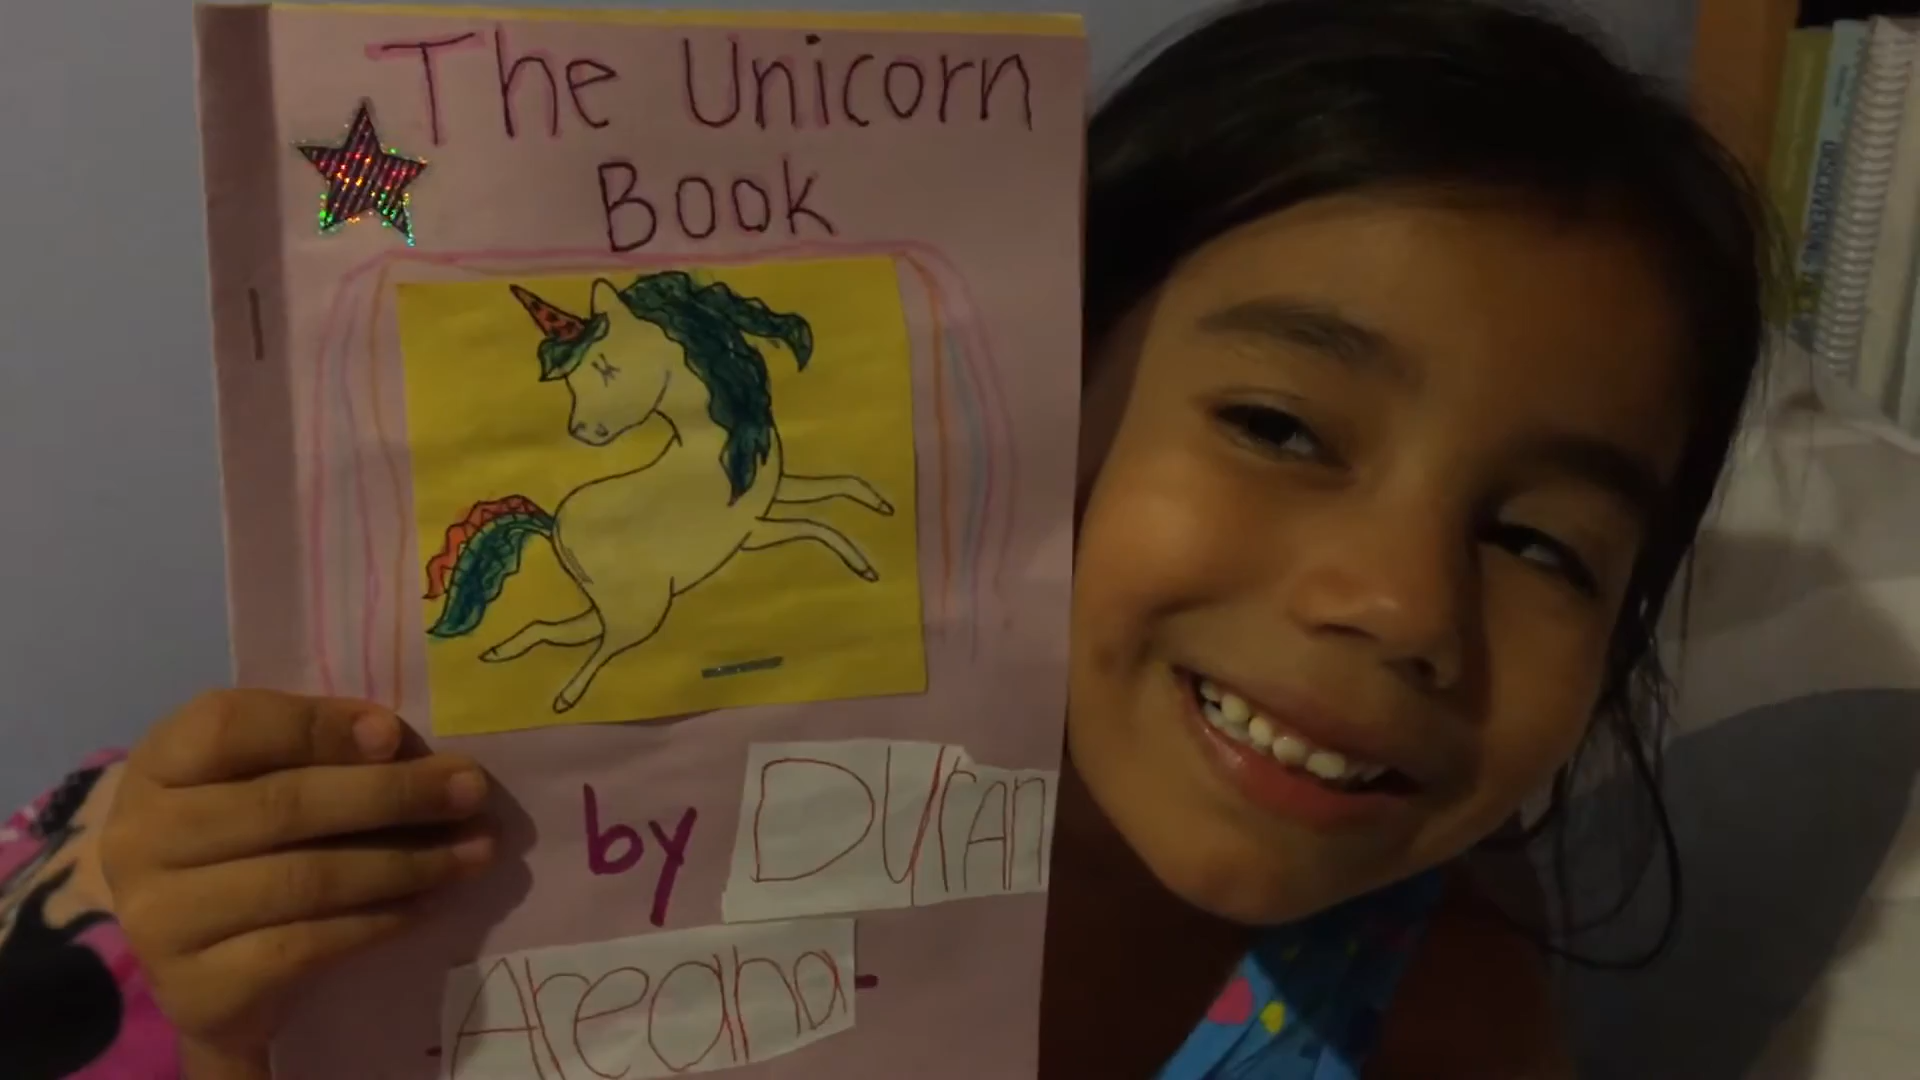 The Unicorn
Book
by Duran
-Areana-